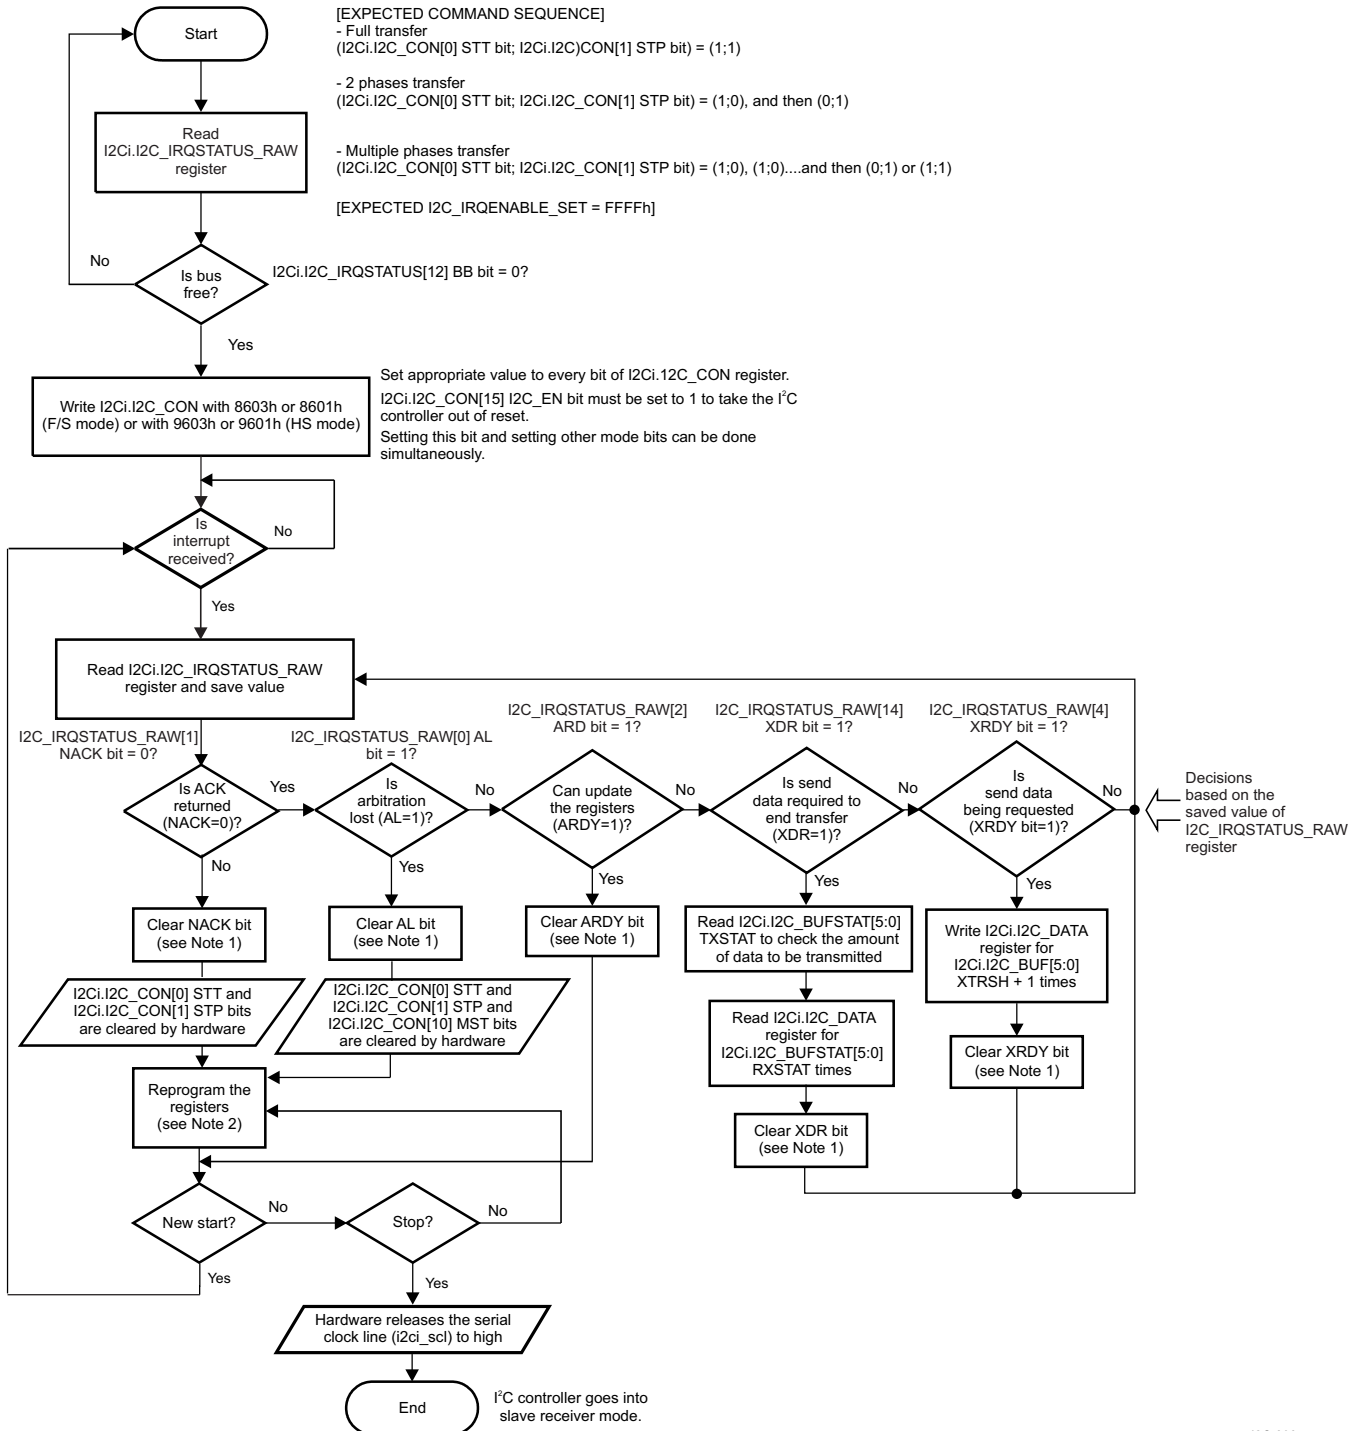 Start
[EXPECTED COMMAND SEQUENCE]
- Full transfer
(I2Ci.I2C_CON[0] STT bit; I2Ci.I2C)CON[1] STP bit) = (1;1)
- 2 phases transfer
(I2Ci.I2C_CON[0] STT bit; I2Ci.I2C_CON[1] STP bit) = (1;0), and then (0;1)
- Multiple phases transfer
(I2Ci.I2C_CON[0] STT bit; I2Ci.I2C_CON[1] STP bit) = (1;0), (1;0)....and then (0;1) or (1;1)
[EXPECTED I2C_IRQENABLE_SET = FFFFh]
Read
I2Ci.I2C_IRQSTATUS_RAW
register
No
Is bus
free?
I2Ci.I2C_IRQSTATUS[12] BB bit = 0?
Yes
Write I2Ci.I2C_CON with 8603h or 8601h
(F/S mode) or with 9603h or 9601h (HS mode)
Set appropriate value to every bit of I2Ci.12C_CON register.
I2Ci.I2C_CON[15] I2C_EN bit must be set to 1 to take the I²C
controller out of reset.
Setting this bit and setting other mode bits can be done
simultaneously.
Is
interrupt
received?
No
Yes
Read I2Ci.I2C_IRQSTATUS_RAW
register and save value
I2C_IRQSTATUS_RAW[1]
NACK bit = 0?
I2C_IRQSTATUS_RAW[0] AL
bit = 1?
I2C_IRQSTATUS_RAW[2]
ARD bit = 1?
I2C_IRQSTATUS_RAW[14]
XDR bit = 1?
I2C_IRQSTATUS_RAW[4]
XRDY bit = 1?
Is ACK
returned
(NACK=0)?
Yes
Is
arbitration
lost (AL=1)?
No
Can update
the registers
(ARDY=1)?
No
Is send
data required to
end transfer
(XDR=1)?
No
Is
send data
being requested
(XRDY bit=1)?
No
Decisions
based on the
saved value of
I2C_IRQSTATUS_RAW
register
No
Yes
Yes
Yes
Yes
Clear NACK bit
(see Note 1)
Clear AL bit
(see Note 1)
Clear ARDY bit
(see Note 1)
Read I2Ci.I2C_BUFSTAT[5:0]
TXSTAT to check the amount
of data to be transmitted
Write I2Ci.I2C_DATA
register for
I2Ci.I2C_BUF[5:0]
XTRSH + 1 times
I2Ci.I2C_CON[0] STT and
I2Ci.I2C_CON[1] STP bits
are cleared by hardware
I2Ci.I2C_CON[0] STT and
I2Ci.I2C_CON[1] STP and
I2Ci.I2C_CON[10] MST bits
are cleared by hardware
Read I2Ci.I2C_DATA
register for
I2Ci.I2C_BUFSTAT[5:0]
RXSTAT times
Clear XRDY bit
(see Note 1)
Reprogram the
registers
(see Note 2)
Clear XDR bit
(see Note 1)
New start?
No
Stop?
No
Yes
Yes
Hardware releases the serial
clock line (i2ci_scl) to high
End
I²C controller goes into
slave receiver mode.